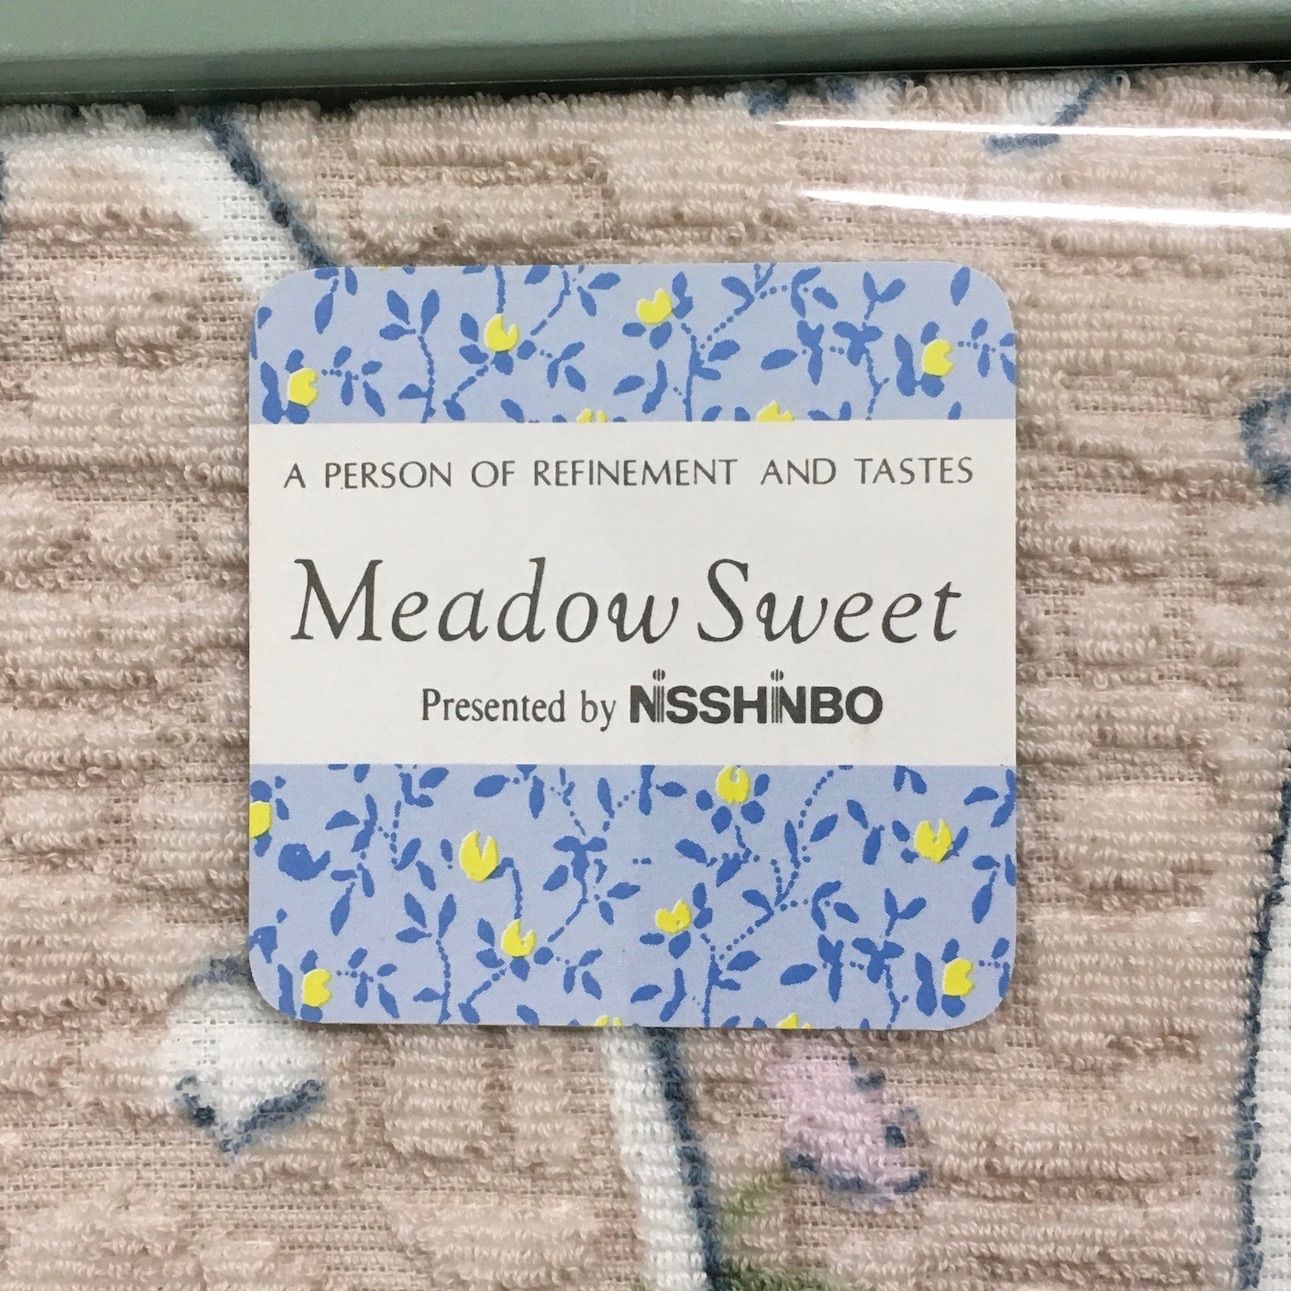 A PERSON OF REFINEMENT AND TASTES
Meadow Sweet
Presented by NISSHINBO